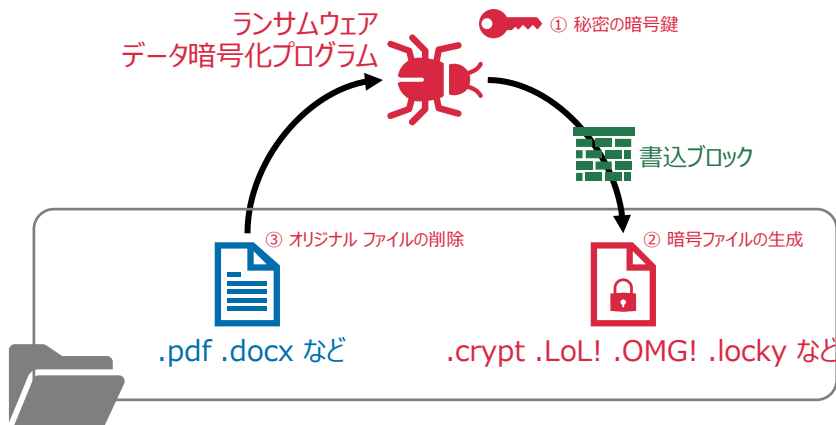 ランサムウェア
データ暗号化プログラム
① 秘密の暗号鍵
書込ブロック
③ オリジナル ファイルの削除
② 暗号ファイルの生成
.pdf .docx など
.crypt .LoL! .OMG! .locky など